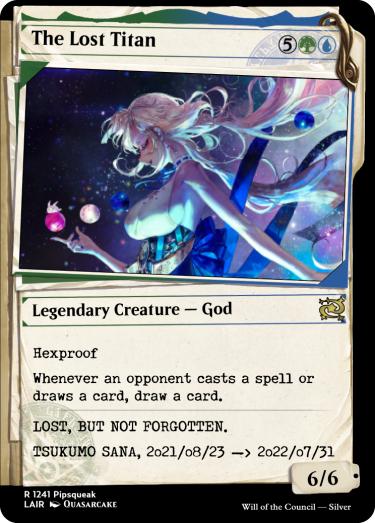 The Lost Titan 5
Legendary Creature — God
Hexproof
Whenever an opponent casts a spell or
draws a card, draw a card.
LOST, BUT NOT FORGOTTEN.
TSUKUMO SANA, 2021/08/23 —> 2022/07/31
6/6
R 1241 Pipsqueak
LAIR Quasarcake
Will of the Council — Silver